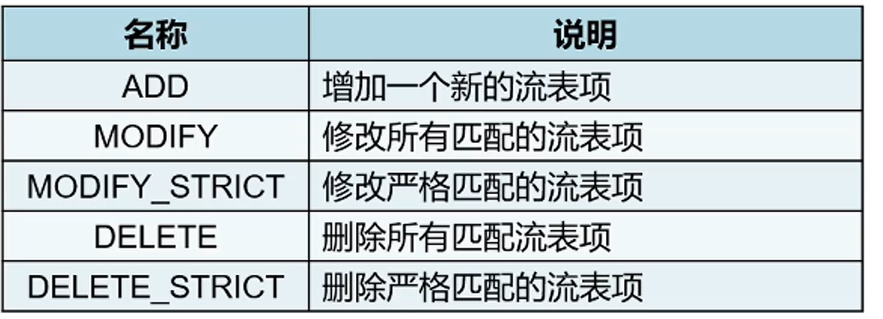 名称 说明
ADD 增加一个新的流表项
MODIFY 修改所有匹配的流表项
MODIFY_STRICT 修改严格匹配的流表项
DELETE 删除所有匹配流表项
DELETE_STRICT 删除严格匹配的流表项